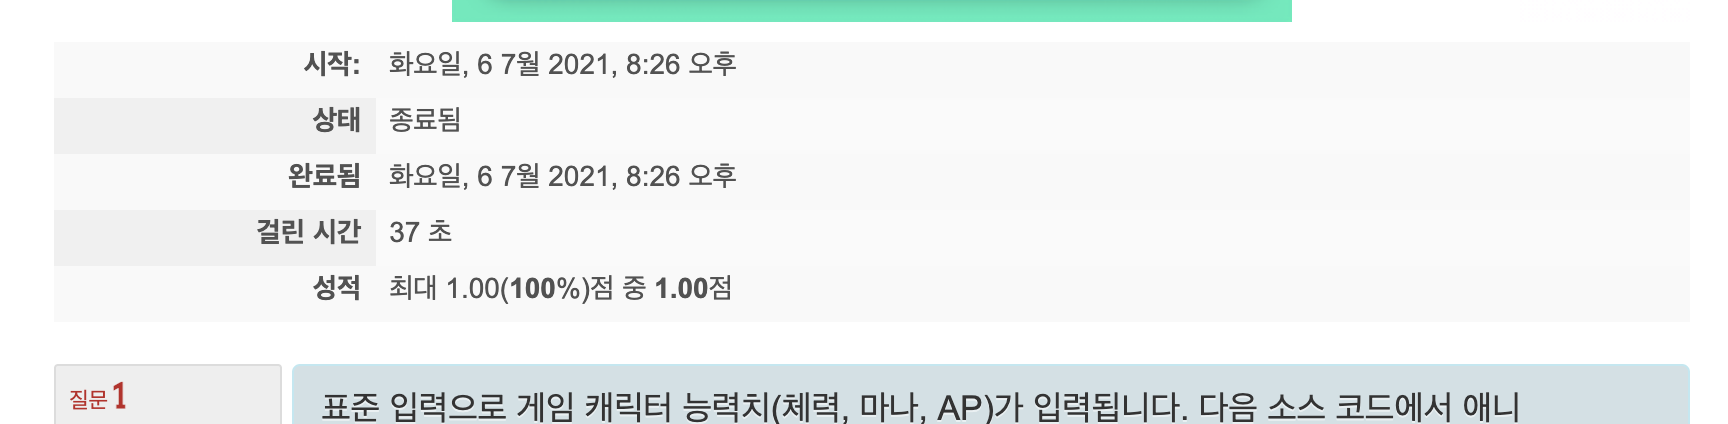 시작: 화요일, 6 7월 2021, 8:26 오후
상태 종료됨
완료됨 화요일, 6 7월 2021, 8:26 오후
걸린 시간 37 초
성적 최대 1.00(100%)점 중 1.00점
질문 1
표준 입력으로 게임 캐릭터 능력치(체력, 마나, AP)가 입력됩니다. 다음 소스 코드에서 애니